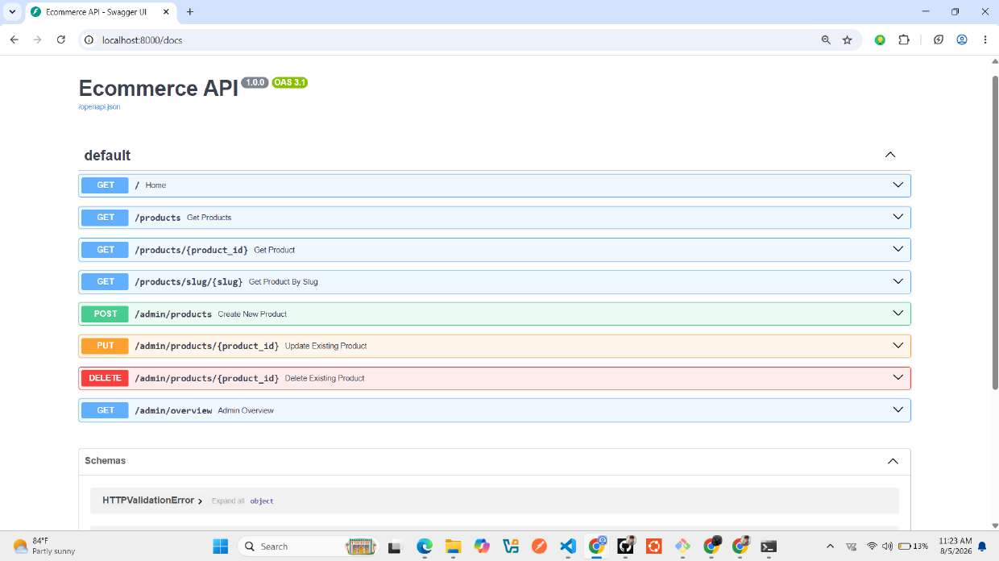 Ecommerce API - Swagger UI
localhost:8000/docs
Ecommerce API 1.0.0 OAS 3.1
/openapi.json
default
GET / Home
GET /products Get Products
GET /products/{product_id} Get Product
GET /products/slug/{slug} Get Product By Slug
POST /admin/products Create New Product
PUT /admin/products/{product_id} Update Existing Product
DELETE /admin/products/{product_id} Delete Existing Product
GET /admin/overview Admin Overview
Schemas
HTTPValidationError Expand all object
84°F
Partly sunny
Search
13%
11:23 AM
8/5/2026